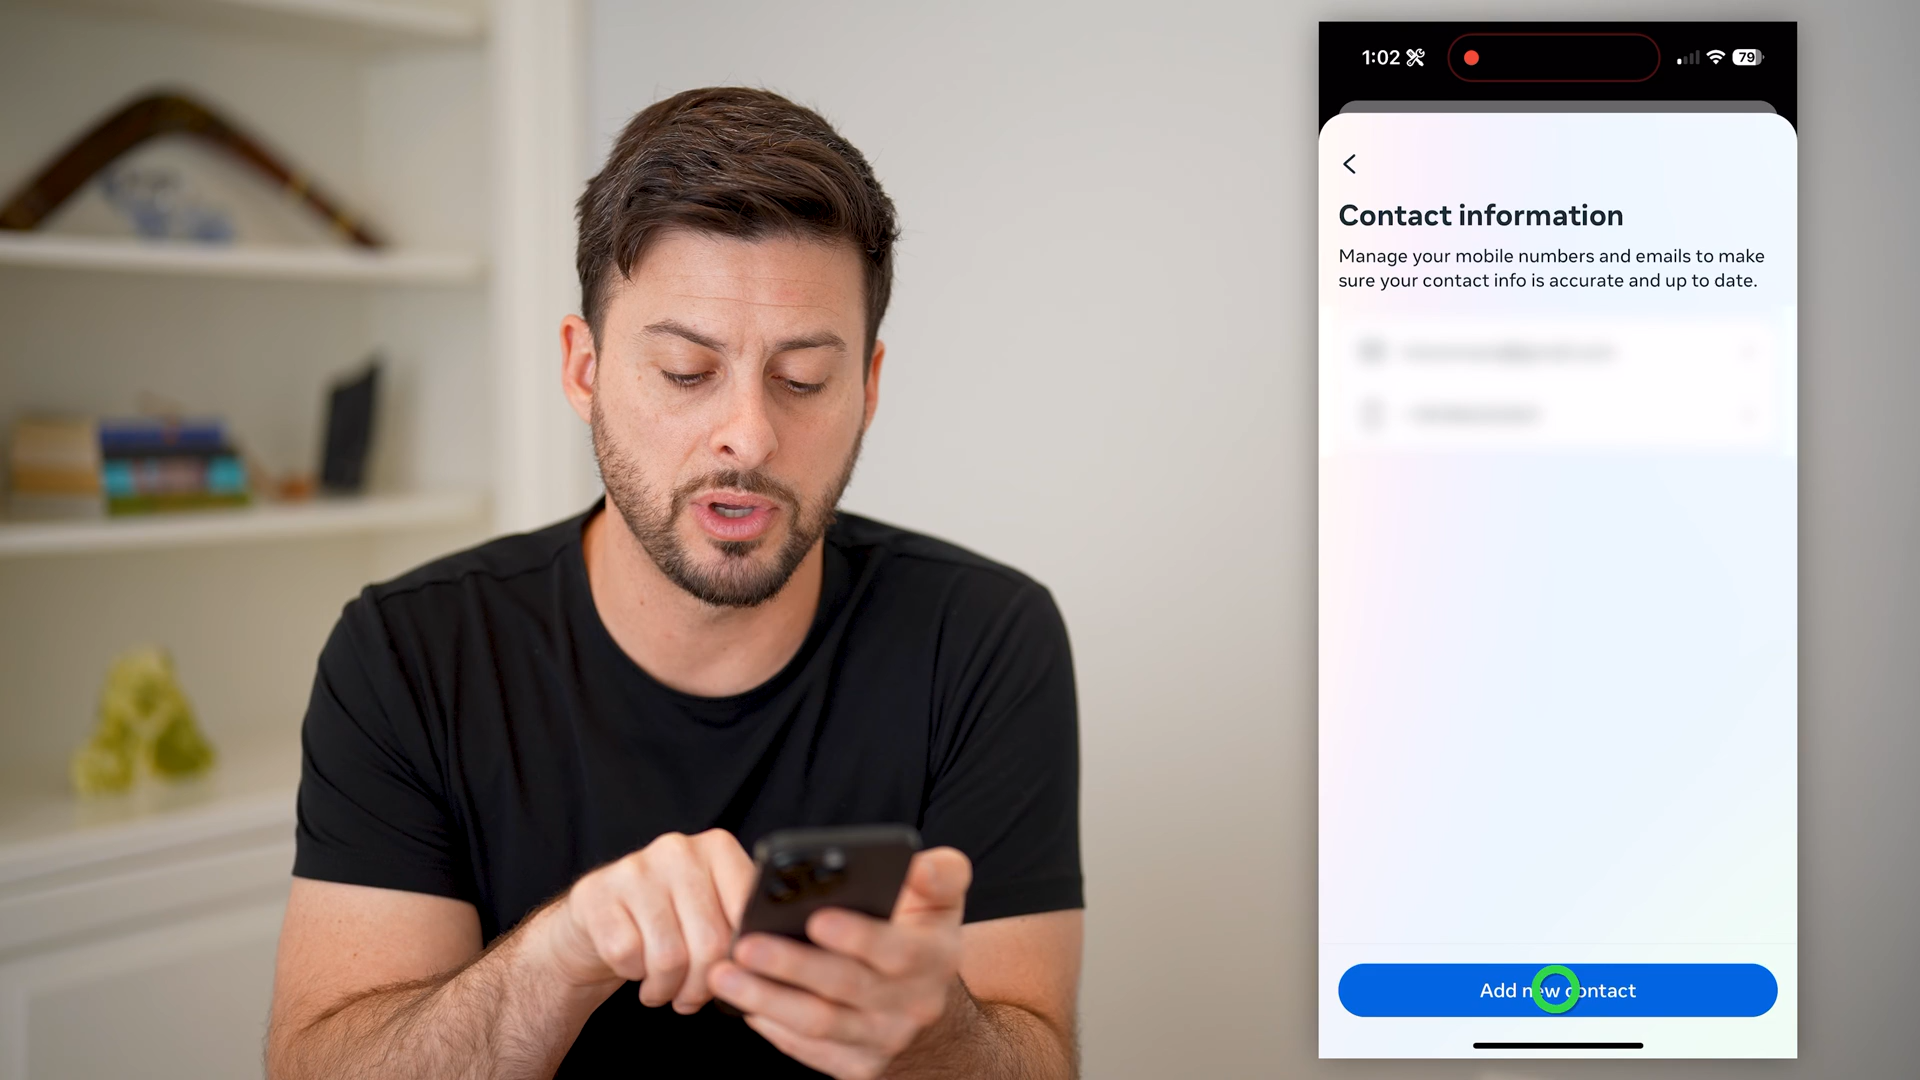 1:02
79
Contact information
Manage your mobile numbers and emails to make
sure your contact info is accurate and up to date.
Add new contact